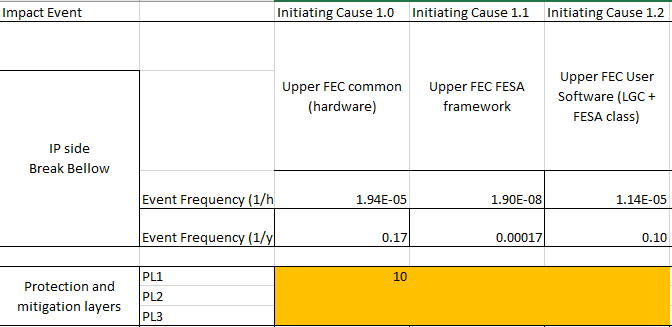 Impact Event Initiating Cause 1.0 Initiating Cause 1.1 Initiating Cause 1.2
Upper FEC common
(hardware)
Upper FEC FESA
framework
Upper FEC User
Software (LGC +
FESA class)
IP side
Break Bellow
Event Frequency (1/h 1.94E-05 1.90E-08 1.14E-05
Event Frequency (1/y 0.17 0.00017 0.10
Protection and
mitigation layers
PL1 10
PL2
PL3